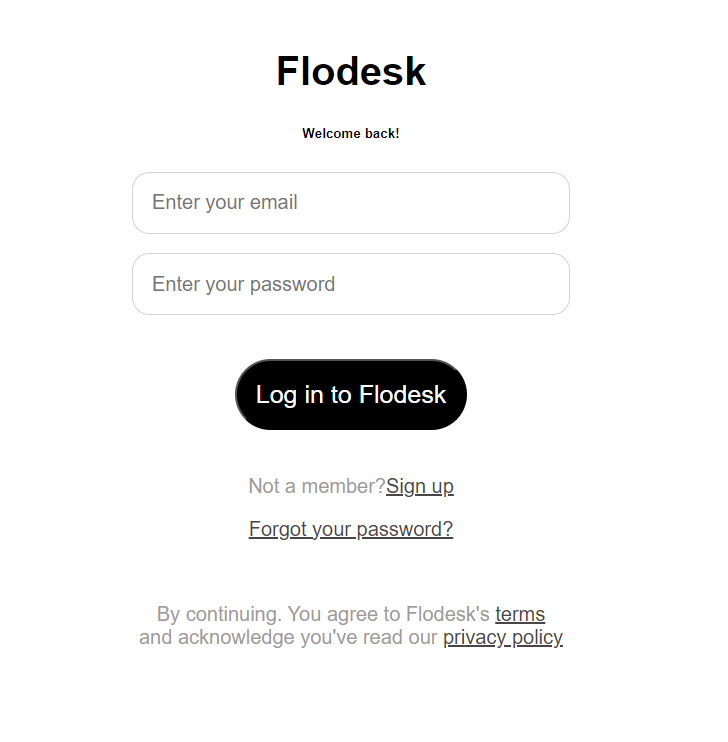 Flodesk
Welcome back!
Enter your email
Enter your password
Log in to Flodesk
Not a member?Sign up
Forgot your password?
By continuing. You agree to Flodesk's terms
and acknowledge you've read our privacy policy